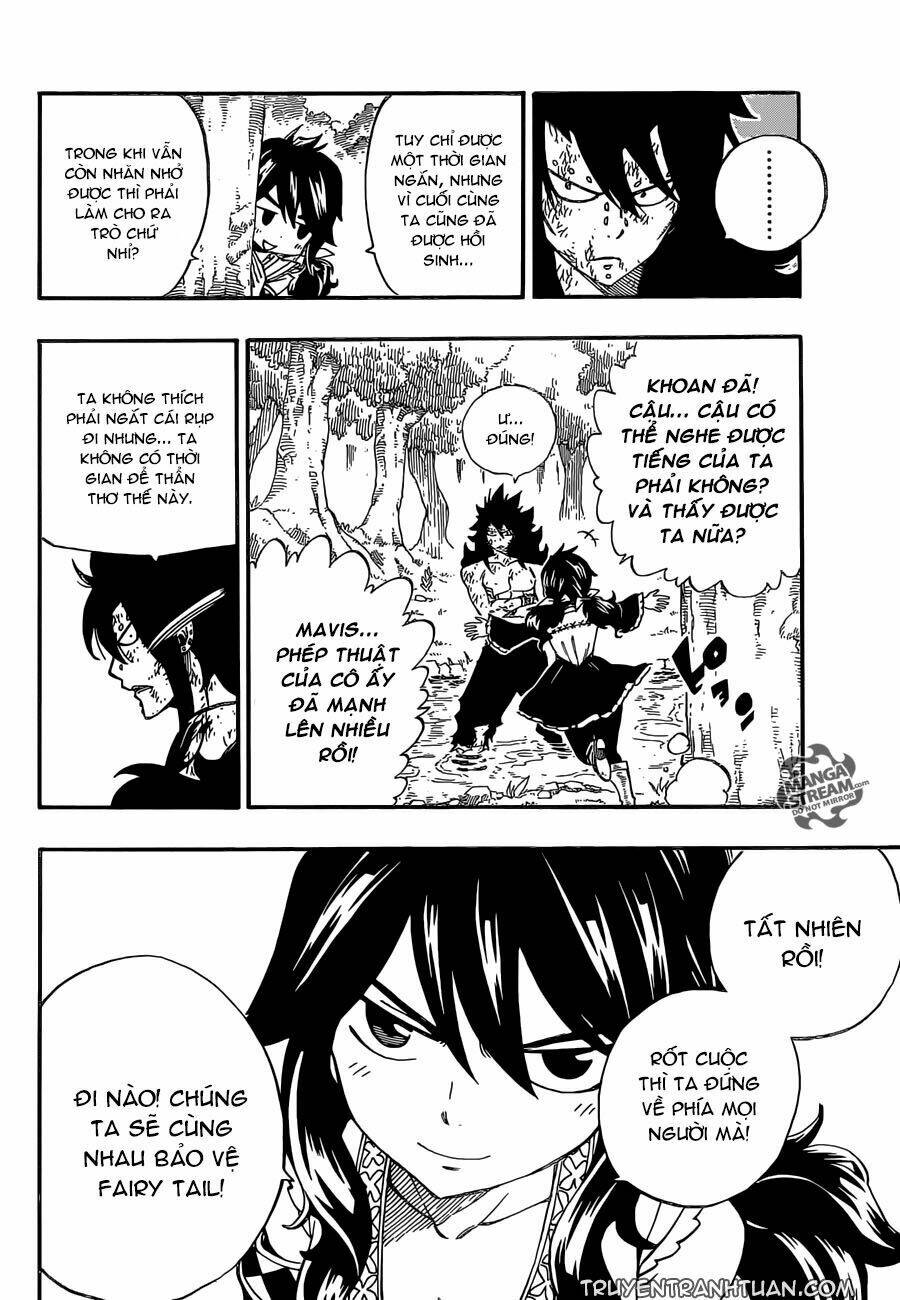 .........
TUY CHỈ ĐƯỢC
MỘT THỜI GIAN
NGẮN, NHƯNG
VÌ CUỐI CÙNG
TA CŨNG ĐÃ
ĐƯỢC HỒI
SINH...
TRONG KHI VẪN
CÒN NHĂN NHỞ
ĐƯỢC THÌ PHẢI
LÀM CHO RA
TRÒ CHỨ
NHỈ?
KHOAN ĐÃ!
CẬU... CẬU CÓ
THỂ NGHE ĐƯỢC
TIẾNG CỦA TA
PHẢI KHÔNG?
VÀ THẤY ĐƯỢC
TA NỮA?
Ư...
ĐÚNG!
MAVIS...
PHÉP THUẬT
CỦA CÔ ẤY
ĐÃ MẠNH
LÊN NHIỀU
RỒI!
TA KHÔNG THÍCH
PHẢI NGẮT CÁI RỤP
ĐI NHƯNG... TA
KHÔNG CÓ THỜI
GIAN ĐỂ THẨN
THƠ THẾ NÀY.
MANGA
STREAM.com
DO NOT MIRROR
TẤT NHIÊN
RỒI!
RỐT CUỘC
THÌ TA ĐỨNG
VỀ PHÍA MỌI
NGƯỜI MÀ!
ĐI NÀO! CHÚNG
TA SẼ CÙNG
NHAU BẢO VỆ
FAIRY TAIL!
TRUYENTRANHTUAN.COM